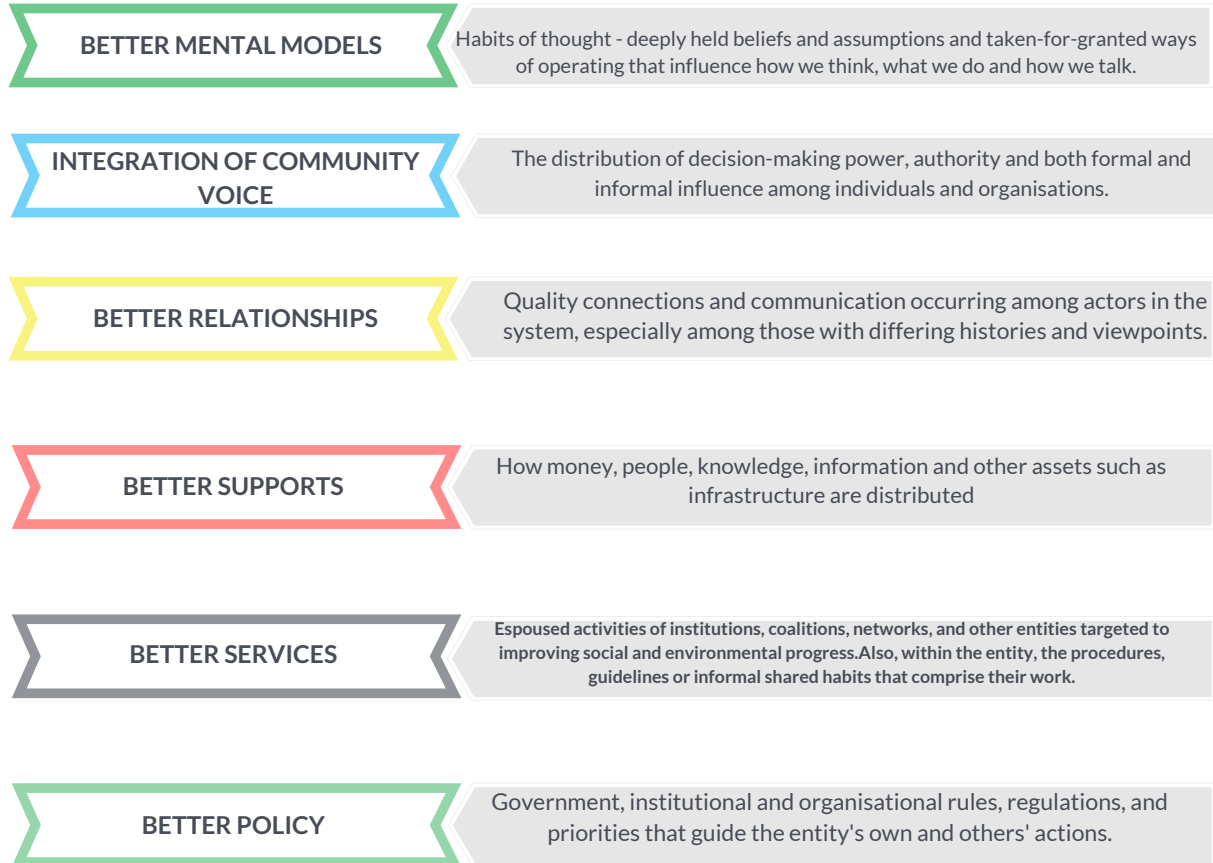 BETTER MENTAL MODELS
Habits of thought - deeply held beliefs and assumptions and taken-for-granted ways
of operating that influence how we think, what we do and how we talk.
INTEGRATION OF COMMUNITY
VOICE
The distribution of decision-making power, authority and both formal and
informal influence among individuals and organisations.
BETTER RELATIONSHIPS
Quality connections and communication occurring among actors in the
system, especially among those with differing histories and viewpoints.
BETTER SUPPORTS
How money, people, knowledge, information and other assets such as
infrastructure are distributed
BETTER SERVICES
Espoused activities of institutions, coalitions, networks, and other entities targeted to
improving social and environmental progress.Also, within the entity, the procedures,
guidelines or informal shared habits that comprise their work.
BETTER POLICY
Government, institutional and organisational rules, regulations, and
priorities that guide the entity's own and others' actions.